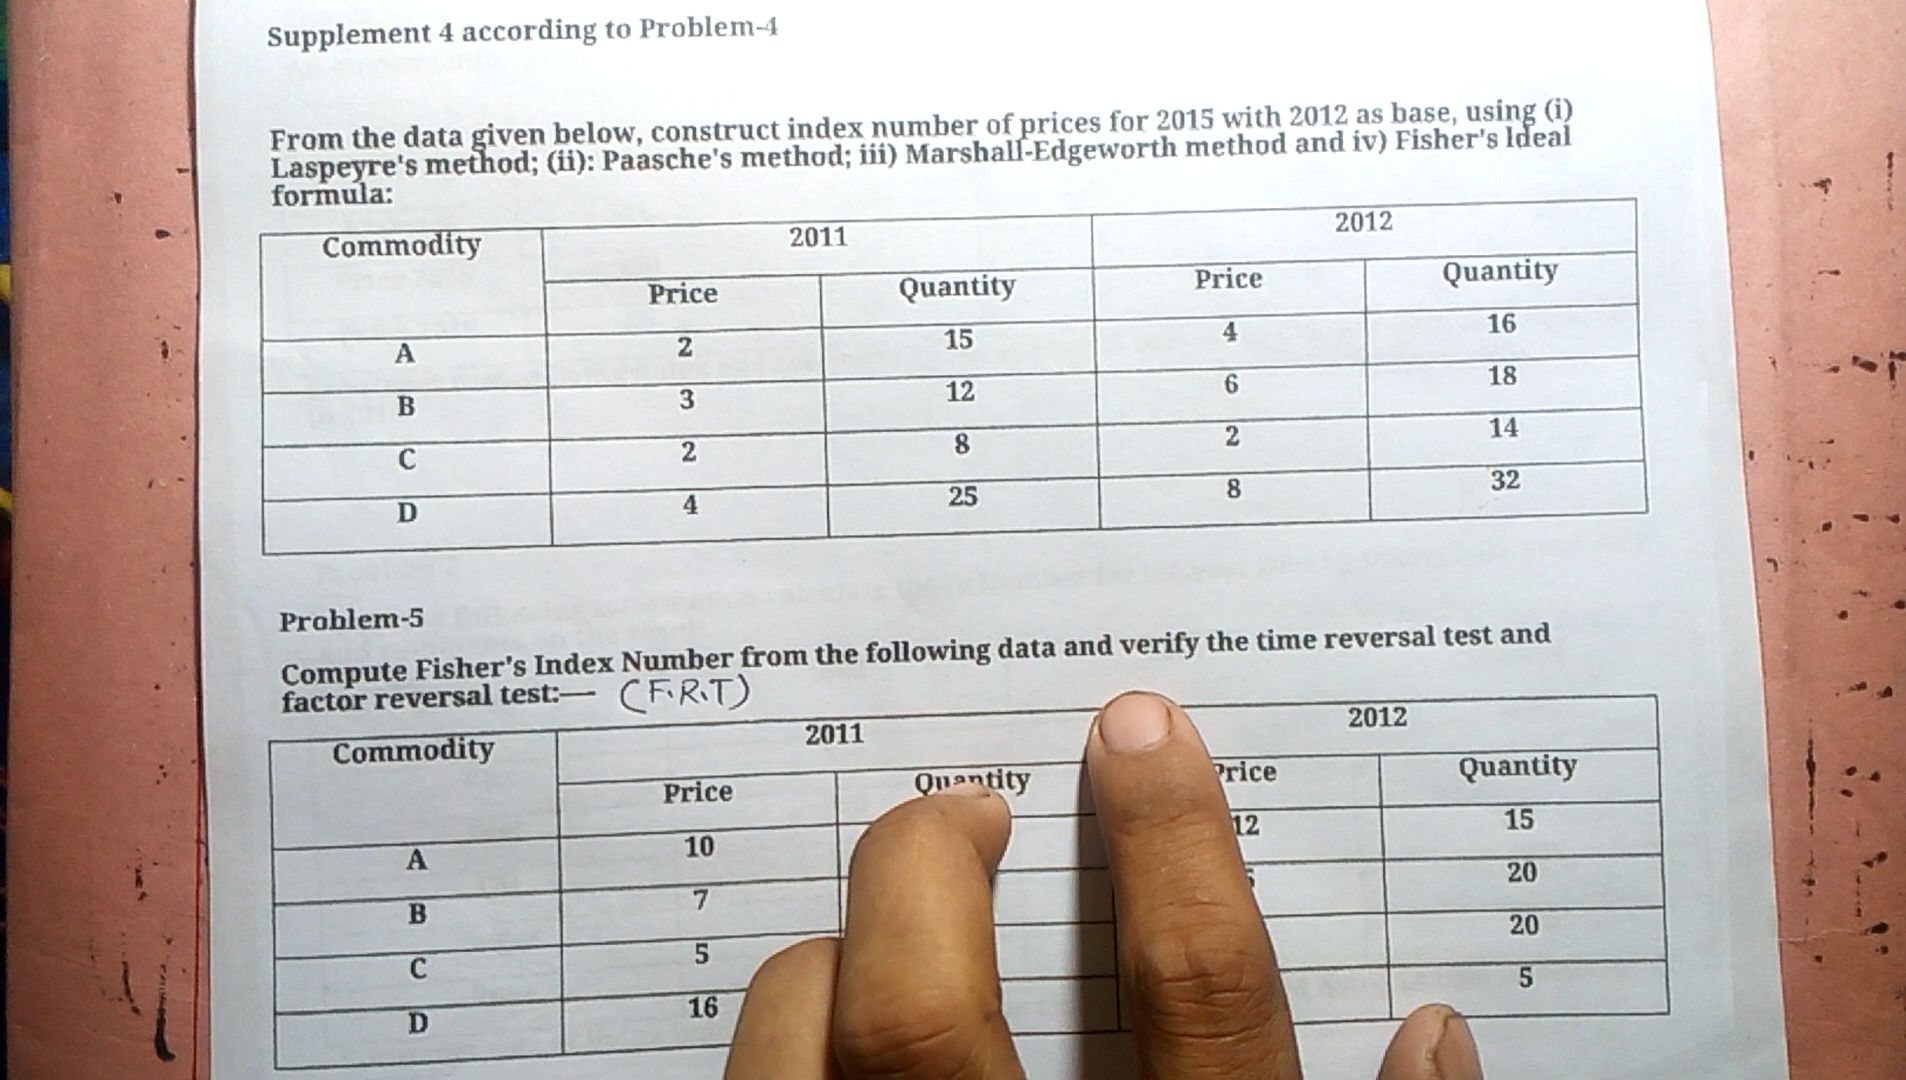 Supplement 4 according to Problem-4
From the data given below, construct index number of prices for 2015 with 2012 as base, using (i)
Laspeyre's method; (ii): Paasche's method; iii) Marshall-Edgeworth method and iv) Fisher's Ideal
formula:
Commodity 2011 2012
Price Quantity Price Quantity
A 2 15 4 16
B 3 12 6 18
C 2 8 2 14
D 4 25 8 32
Problem-5
Compute Fisher's Index Number from the following data and verify the time reversal test and
factor reversal test:— (F.R.T)
Commodity 2011 2012
Price Quantity Price Quantity
A 10 12 15
B 7 20
C 5 20
D 16 5